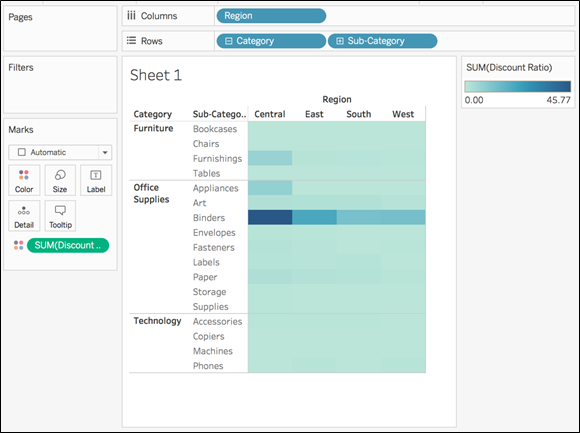 Pages
Columns
Region
Rows
Category
Sub-Category
Filters
Marks
Automatic
Color
Size
Label
Detail
Tooltip
SUM(Discount ..
Sheet 1
Region
Category
Sub-Catego..
Central
East
South
West
Furniture
Bookcases
Chairs
Furnishings
Tables
Office
Supplies
Appliances
Art
Binders
Envelopes
Fasteners
Labels
Paper
Storage
Supplies
Technology
Accessories
Copiers
Machines
Phones
SUM(Discount Ratio)
0.00
45.77